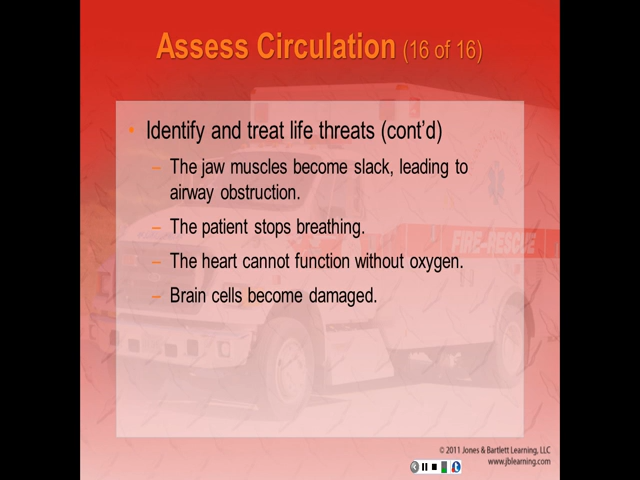 Assess Circulation (16 of 16)
• Identify and treat life threats (cont’d)
– The jaw muscles become slack, leading to
airway obstruction.
– The patient stops breathing.
– The heart cannot function without oxygen.
– Brain cells become damaged.
FIRE-RESCUE
© 2011 Jones & Bartlett Learning, LLC
www.jblearning.com